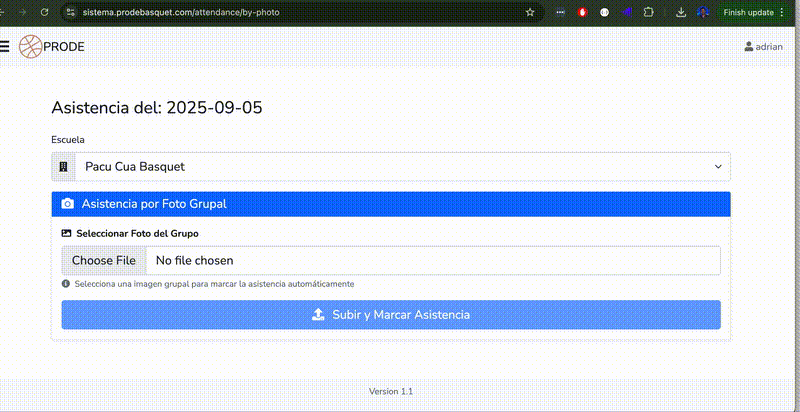 sistema.prodebasquet.com/attendance/by-photo
Finish update
PRODE
adrian
Asistencia del: 2025-09-05
Escuela
Pacu Cua Basquet
Asistencia por Foto Grupal
Seleccionar Foto del Grupo
Choose File No file chosen
Selecciona una imagen grupal para marcar la asistencia automáticamente
Subir y Marcar Asistencia
Version 1:1